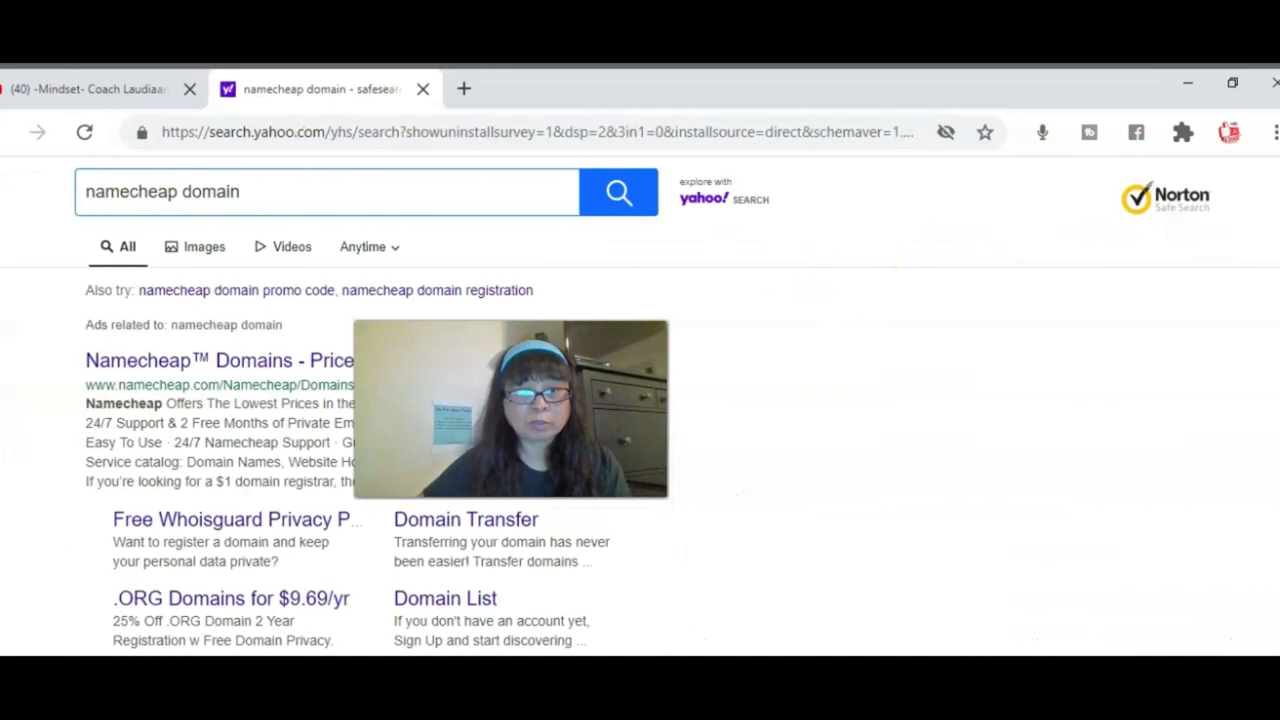 (40) -Mindset- Coach Laudiaan
namecheap domain - safesear
https://search.yahoo.com/yhs/search?showuninstallsurvey=1&dsp=2&3in1=0&installsource=direct&schemaver=1....
namecheap domain
explore with
yahoo! SEARCH
Norton
Safe Search
All Images Videos Anytime
Also try: namecheap domain promo code, namecheap domain registration
Ads related to: namecheap domain
Namecheap™ Domains - Price
www.namecheap.com/Namecheap/Domains
Namecheap Offers The Lowest Prices in the
24/7 Support & 2 Free Months of Private Em
Easy To Use · 24/7 Namecheap Support · G
Service catalog: Domain Names, Website Ho
If you're looking for a $1 domain registrar, the
Free Whoisguard Privacy P...
Want to register a domain and keep
your personal data private?
Domain Transfer
Transferring your domain has never
been easier! Transfer domains ...
.ORG Domains for $9.69/yr
25% Off .ORG Domain 2 Year
Registration w Free Domain Privacy.
Domain List
If you don't have an account yet,
Sign Up and start discovering ...